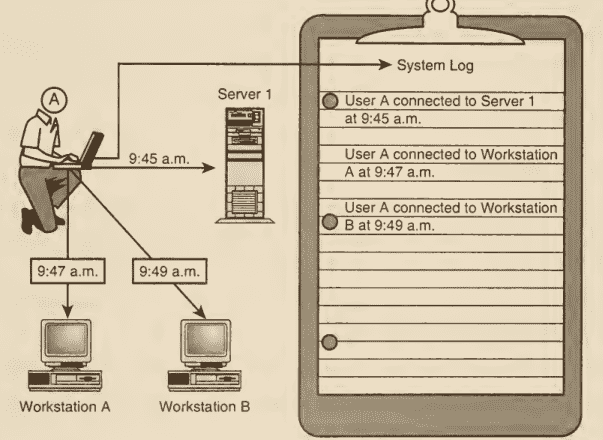 A
Server 1
9:45 a.m.
9:47 a.m.
9:49 a.m.
Workstation A
Workstation B
System Log
User A connected to Server 1
at 9:45 a.m.
User A connected to Workstation
A at 9:47 a.m.
User A connected to Workstation
B at 9:49 a.m.